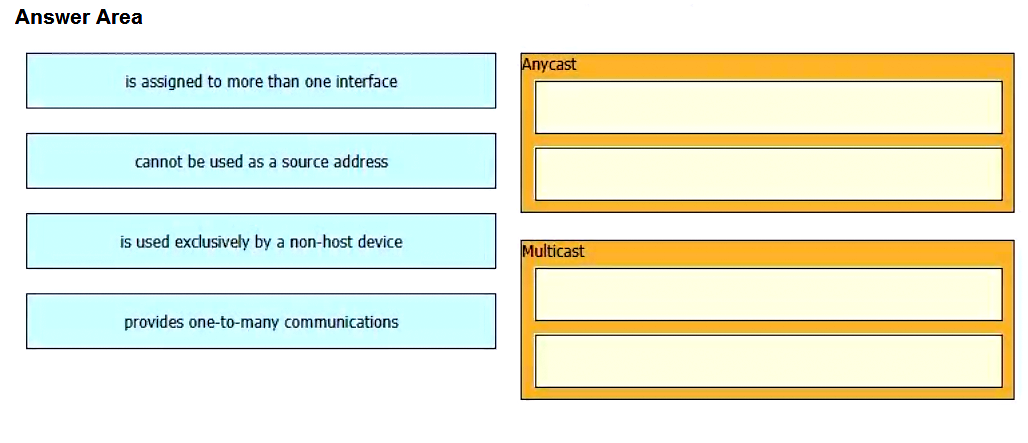 Answer Area
is assigned to more than one interface
cannot be used as a source address
is used exclusively by a non-host device
provides one-to-many communications
Anycast
Multicast